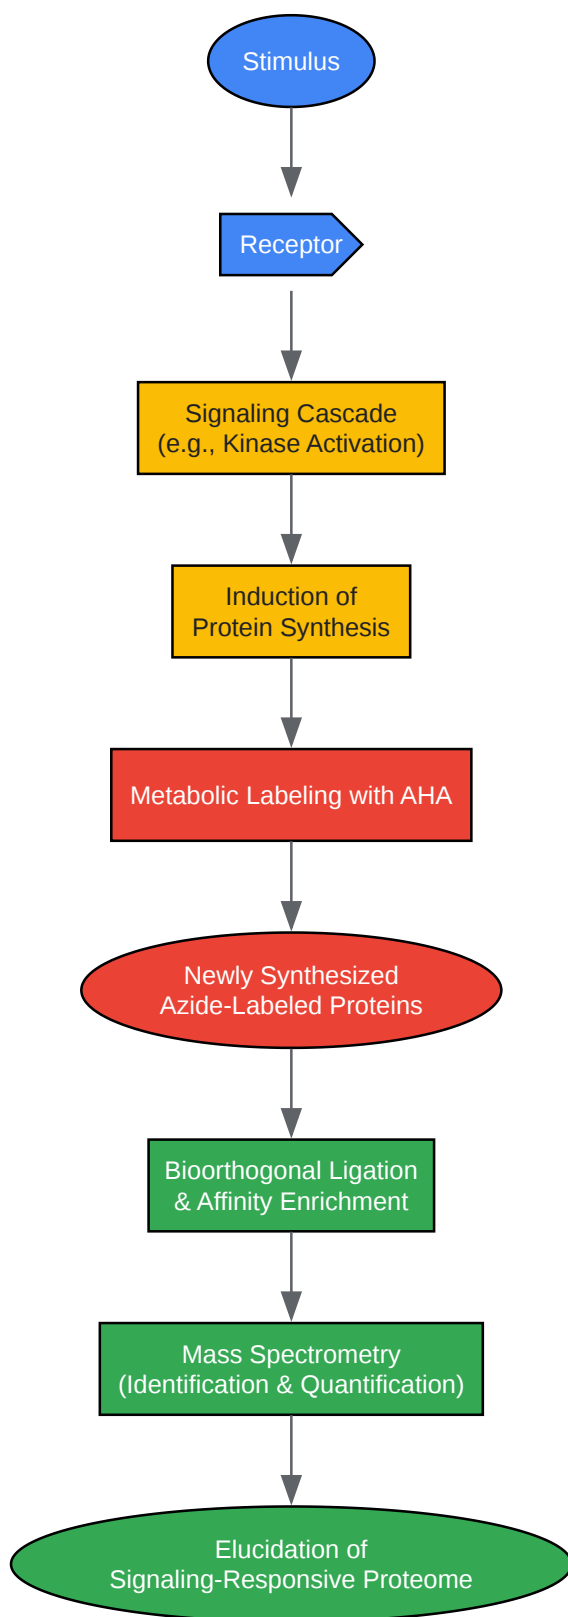 Stimulus
Receptor
Signaling Cascade
(e.g., Kinase Activation)
Induction of
Protein Synthesis
Metabolic Labeling with AHA
Newly Synthesized
Azide-Labeled Proteins
Bioorthogonal Ligation
& Affinity Enrichment
Mass Spectrometry
(Identification & Quantification)
Elucidation of
Signaling-Responsive Proteome